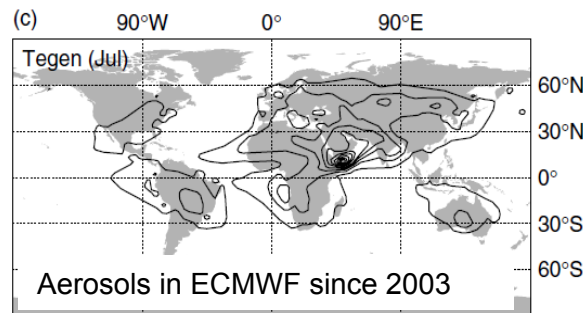 (c) 90°W 0° 90°E
Tegen (Jul)
60°N
30°N
0°
30°S
60°S
Aerosols in ECMWF since 2003